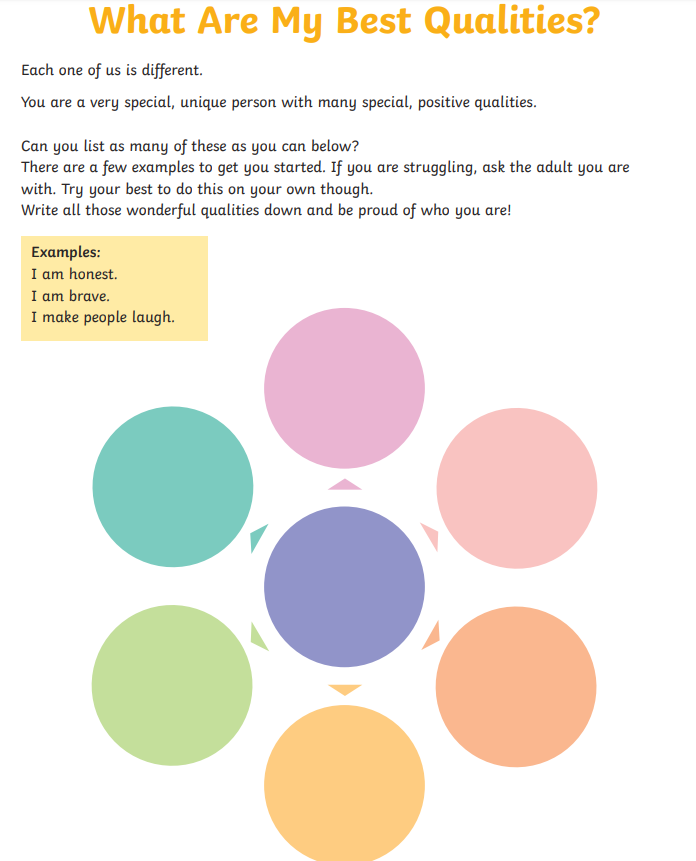 What Are My Best Qualities?
Each one of us is different.
You are a very special, unique person with many special, positive qualities.
Can you list as many of these as you can below?
There are a few examples to get you started. If you are struggling, ask the adult you are
with. Try your best to do this on your own though.
Write all those wonderful qualities down and be proud of who you are!
Examples:
I am honest.
I am brave.
I make people laugh.